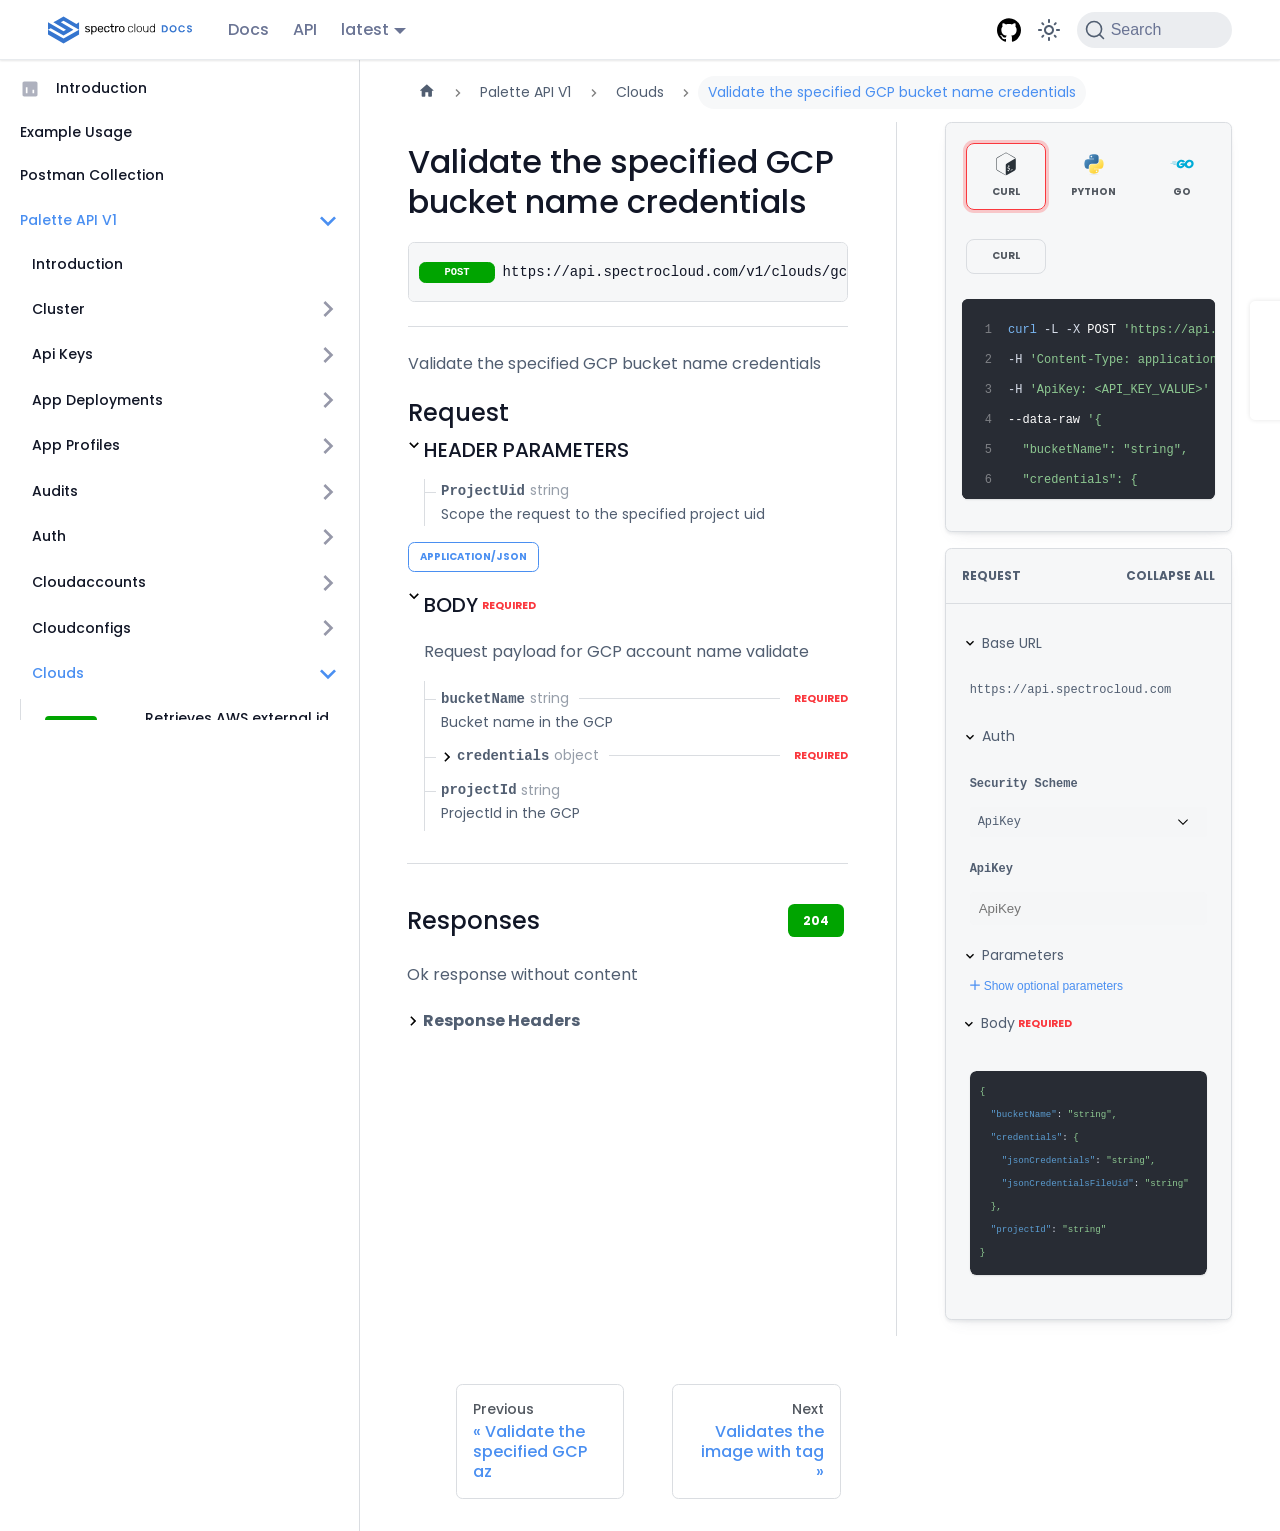 spectro cloud DOCS
Docs
API
latest
Search
Introduction
Example Usage
Postman Collection
Palette API V1
Introduction
Cluster
Api Keys
App Deployments
App Profiles
Audits
Auth
Cloudaccounts
Cloudconfigs
Clouds
Retrieves AWS external id
Palette API V1
Clouds
Validate the specified GCP bucket name credentials
Validate the specified GCP
bucket name credentials
POST https://api.spectrocloud.com/v1/clouds/gc
Validate the specified GCP bucket name credentials
Request
HEADER PARAMETERS
ProjectUid string
Scope the request to the specified project uid
APPLICATION/JSON
BODY REQUIRED
Request payload for GCP account name validate
bucketName string REQUIRED
Bucket name in the GCP
credentials object REQUIRED
projectId string
ProjectId in the GCP
Responses
204
Ok response without content
Response Headers
Previous
« Validate the
specified GCP
az
Next
Validates the
image with tag
»
CURL
PYTHON
GO
CURL
1 curl -L -X POST 'https://api.
2 -H 'Content-Type: application
3 -H 'ApiKey: <API_KEY_VALUE>'
4 --data-raw '{
5 "bucketName": "string",
6 "credentials": {
REQUEST
COLLAPSE ALL
Base URL
https://api.spectrocloud.com
Auth
Security Scheme
ApiKey
ApiKey
ApiKey
Parameters
+ Show optional parameters
Body REQUIRED
{
"bucketName": "string",
"credentials": {
"jsonCredentials": "string",
"jsonCredentialsFileUid": "string"
},
"projectId": "string"
}